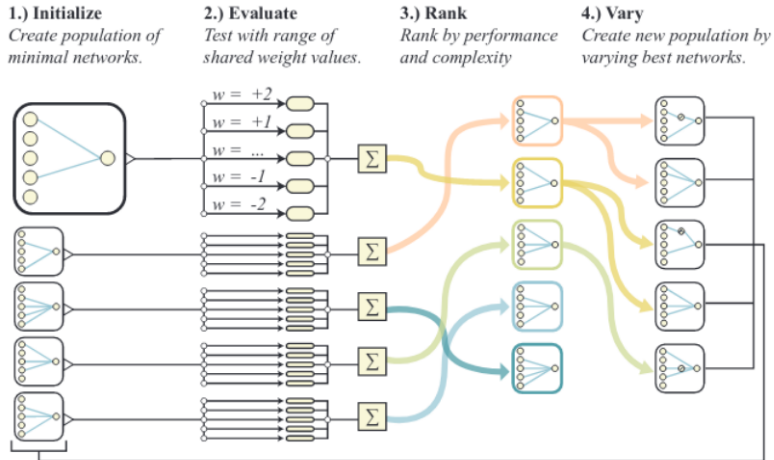 1.) Initialize
Create population of
minimal networks.
2.) Evaluate
Test with range of
shared weight values.
3.) Rank
Rank by performance
and complexity
4.) Vary
Create new population by
varying best networks.
w = +2
w = +1
w = ...
w = -1
w = -2
Σ
Σ
Σ
Σ
Σ